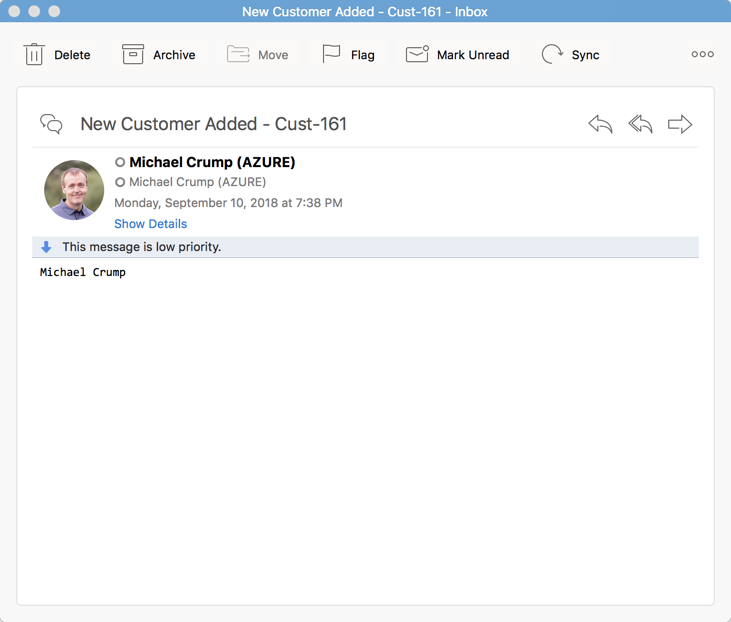 New Customer Added - Cust-161 - Inbox
Delete Archive Move Flag Mark Unread Sync
New Customer Added - Cust-161
Michael Crump (AZURE)
Michael Crump (AZURE)
Monday, September 10, 2018 at 7:38 PM
Show Details
This message is low priority.
Michael Crump